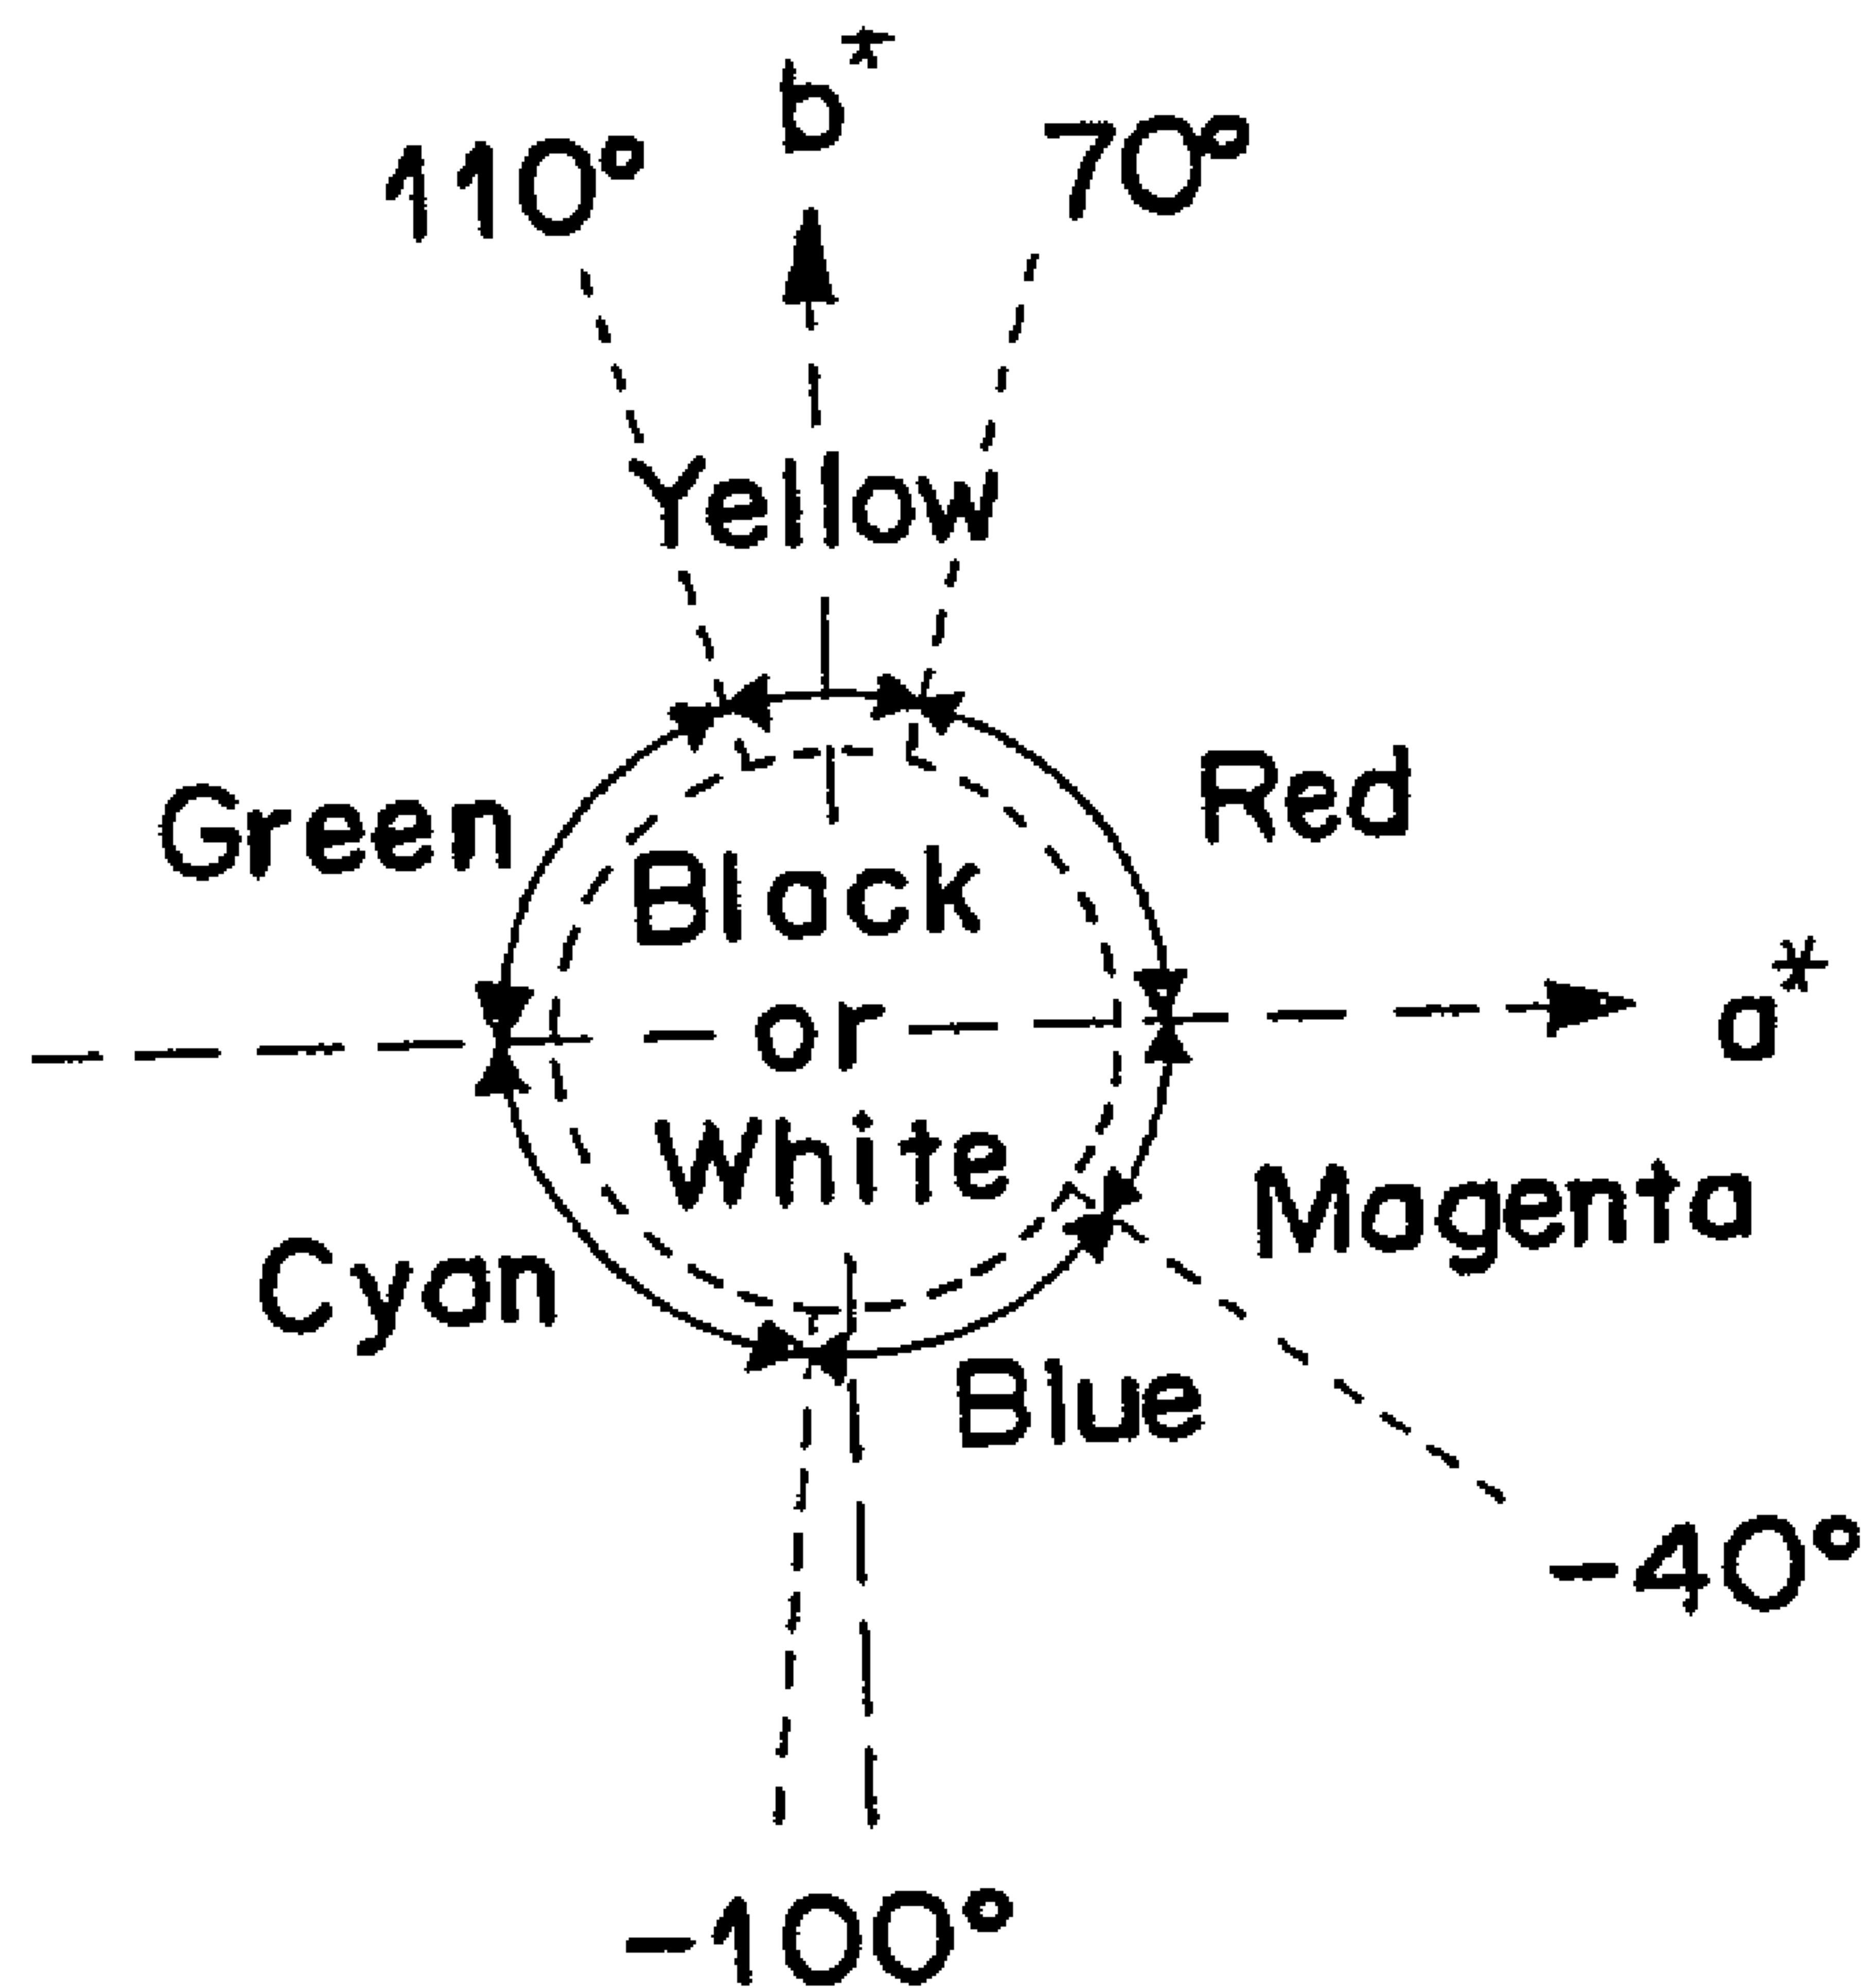 b*
110°
70°
Yellow
Green
Red
Black
or
White
a*
Magenta
Cyan
Blue
-40°
-100°